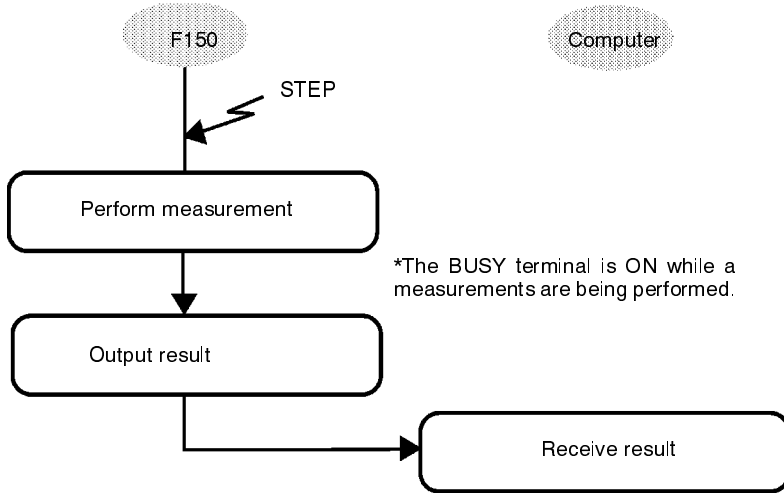 F150
Computer
STEP
Perform measurement
*The BUSY terminal is ON while a
measurements are being performed.
Output result
Receive result